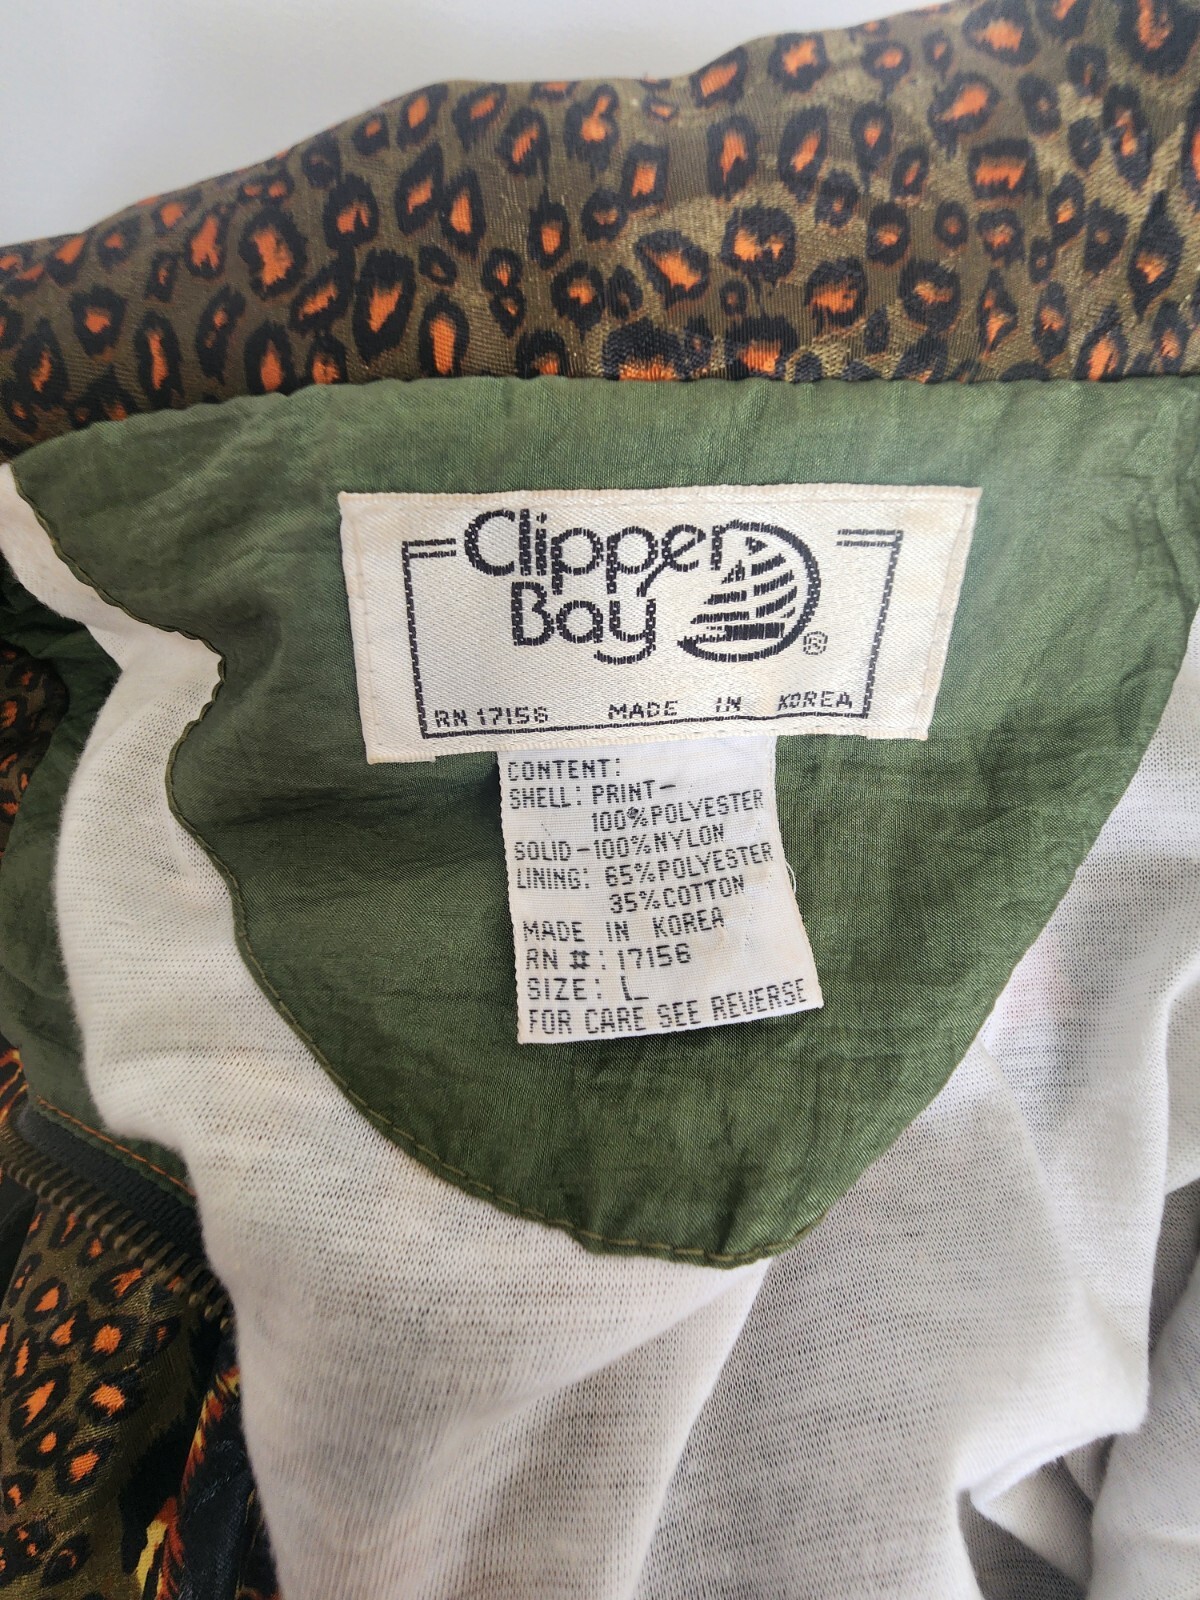 Clipper
Bay
®
RN 17156 MADE IN KOREA
CONTENT:
SHELL: PRINT-
100% POLYESTER
SOLID-100% NYLON
LINING: 65% POLYESTER
35% COTTON
MADE IN KOREA
RN #: 17156
SIZE: L
FOR CARE SEE REVERSE